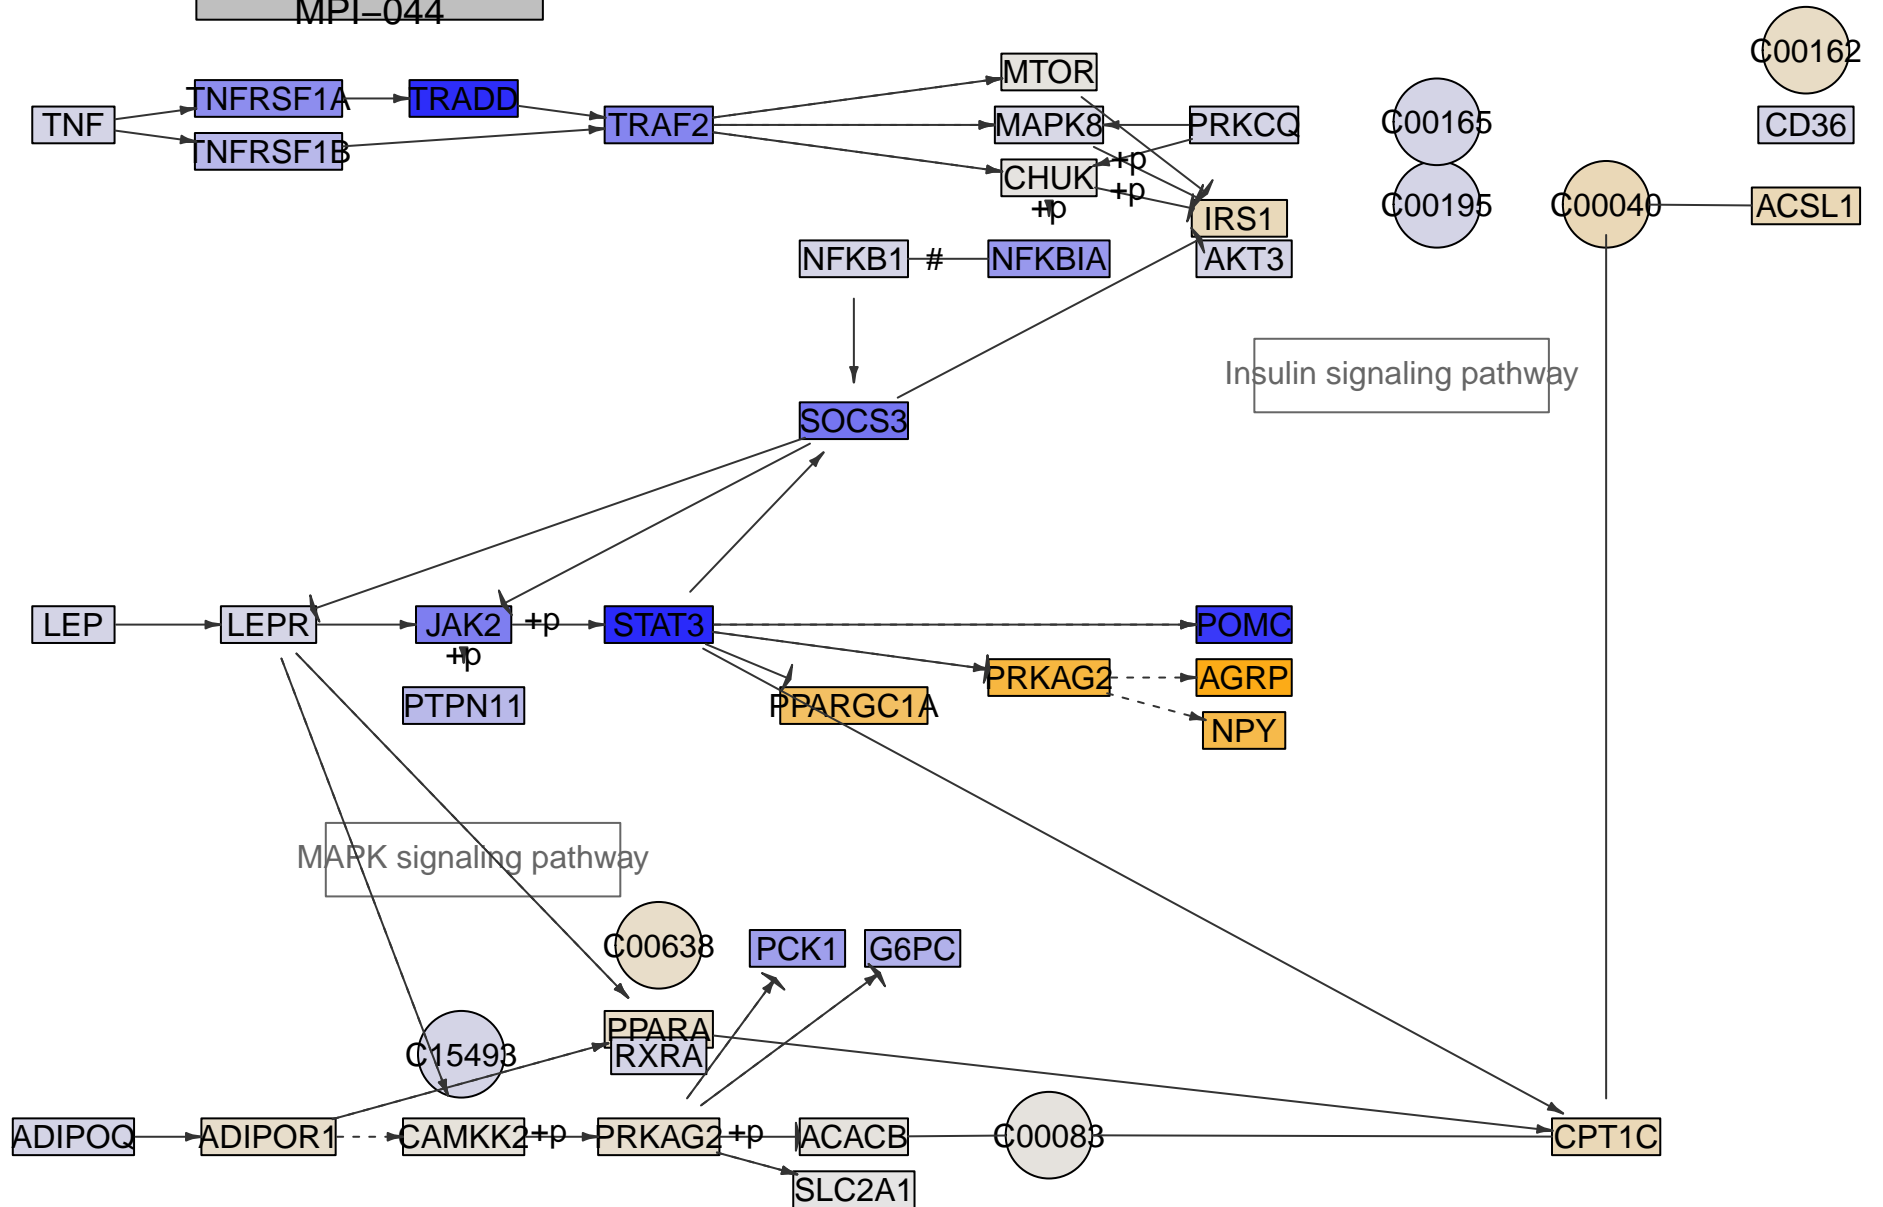 MPI−044
C00162
MTOR
TNFRSF1A
TRADD
TNF
TRAF2
MAPK8
PRKCQ
C00165
CD36
TNFRSF1B
+p
CHUK
+p
+p
IRS1
C00195
C00040
ACSL1
NFKB1
#
NFKBIA
AKT3
Insulin signaling pathway
SOCS3
LEP
LEPR
JAK2
+p
STAT3
POMC
+p
PRKAG2
AGRP
PTPN11
PPARGC1A
NPY
MAPK signaling pathway
C00638
PCK1
G6PC
PPARA
C15493
RXRA
ADIPOQ
ADIPOR1
CAMKK2
+p
PRKAG2
+p
ACACB
C00083
CPT1C
SLC2A1